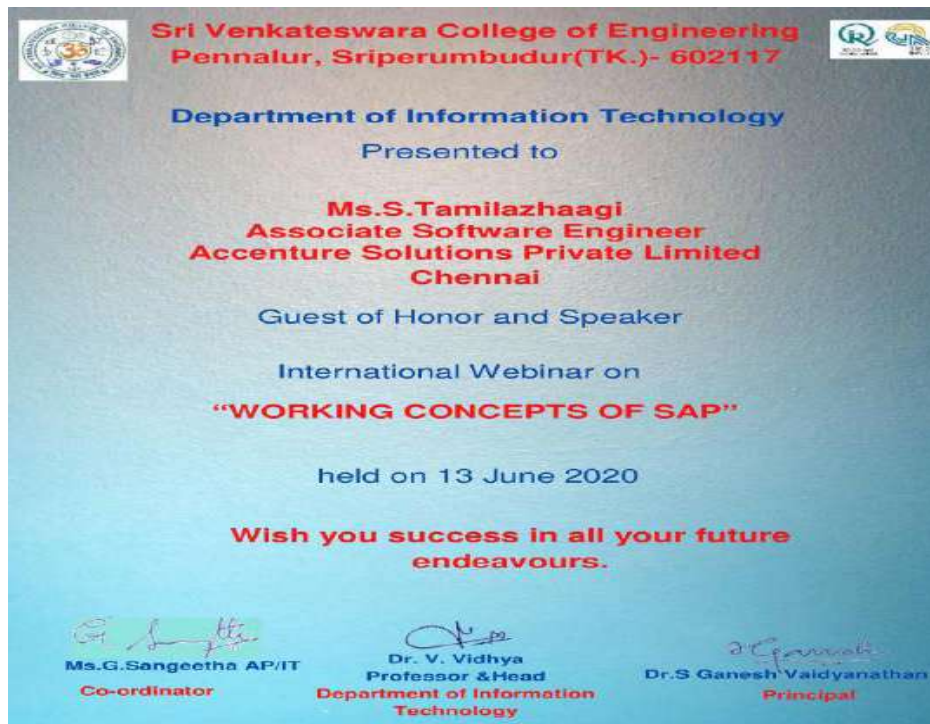 Sri Venkateswara College of Engineering
Pennalur, Sriperumbudur(TK.)- 602117
Department of Information Technology
Presented to
Ms.S.Tamilazhaagi
Associate Software Engineer
Accenture Solutions Private Limited
Chennai
Guest of Honor and Speaker
International Webinar on
“WORKING CONCEPTS OF SAP”
held on 13 June 2020
Wish you success in all your future
endeavours.
Ms.G.Sangeetha AP/IT
Co-ordinator
Dr. V. Vidhya
Professor &Head
Department of Information
Technology
Dr.S Ganesh Vaidyanathan
Principal